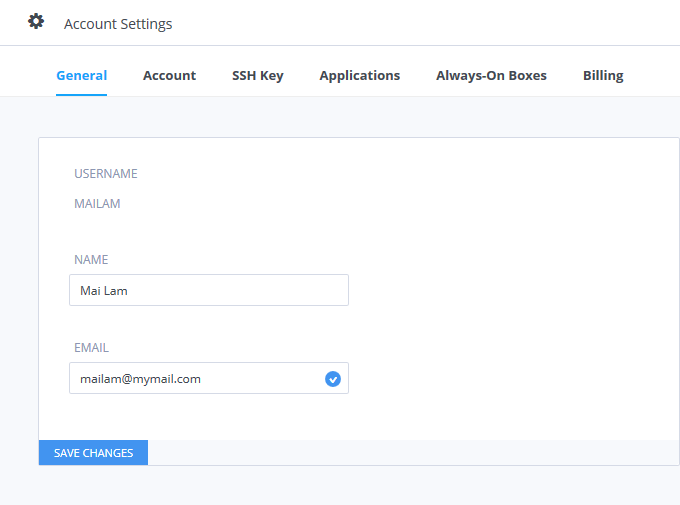 Account Settings
General Account SSH Key Applications Always-On Boxes Billing
USERNAME
MAILAM
NAME
Mai Lam
EMAIL
mailam@mymail.com
SAVE CHANGES